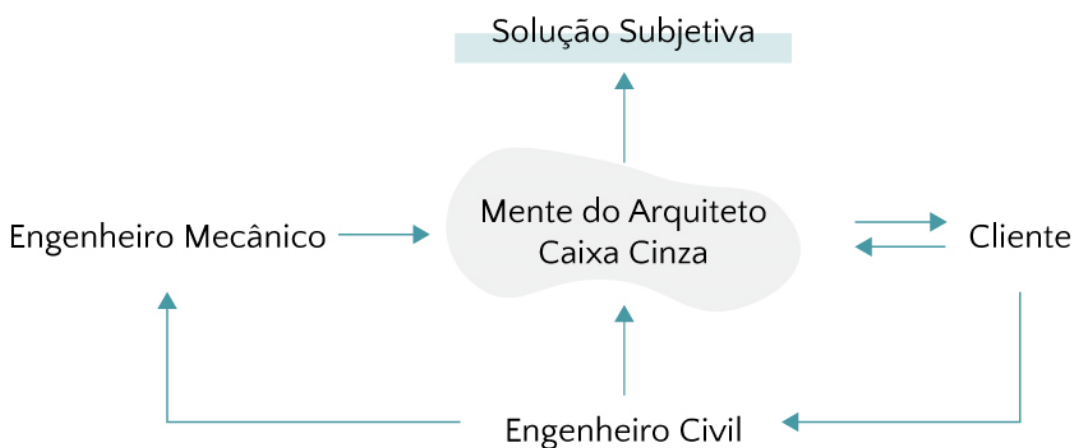 Solução Subjetiva
Mente do Arquiteto
Caixa Cinza
Engenheiro Mecânico
Cliente
Engenheiro Civil